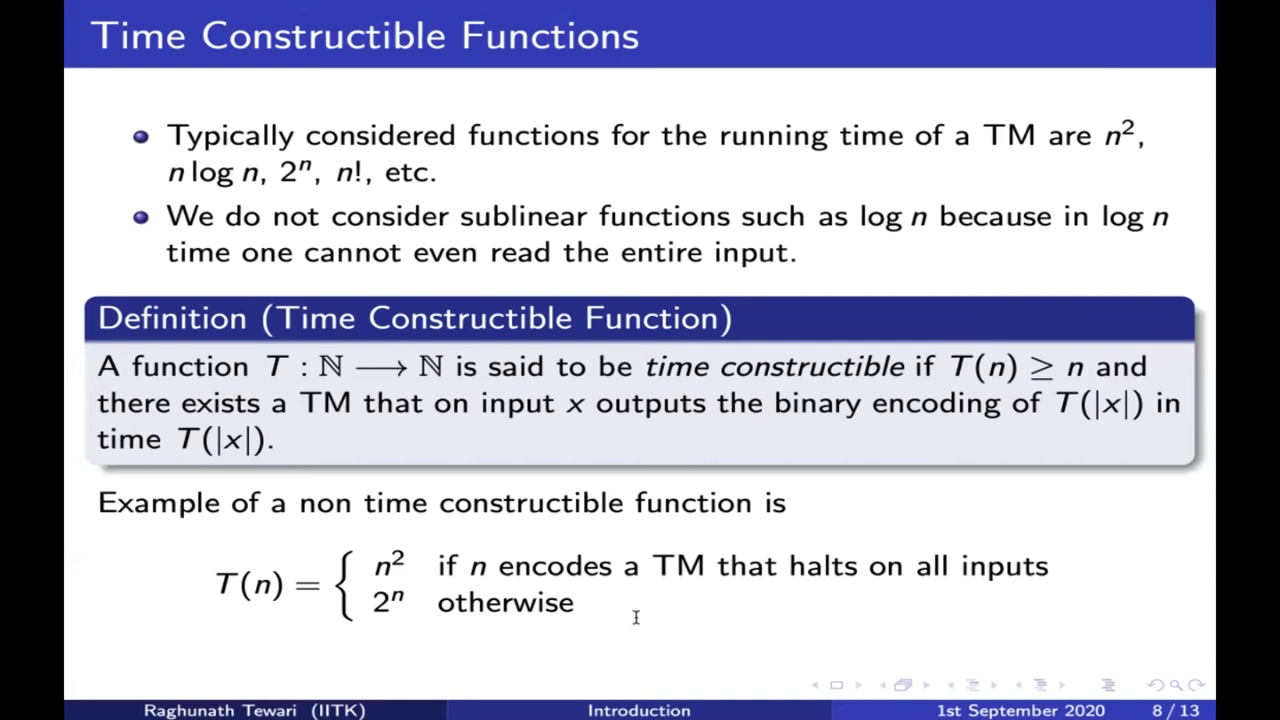 Time Constructible Functions
Typically considered functions for the running time of a TM are n²,
n log n, 2ⁿ, n!, etc.
We do not consider sublinear functions such as log n because in log n
time one cannot even read the entire input.
Definition (Time Constructible Function)
A function T : ℕ ⟶ ℕ is said to be time constructible if T(n) ≥ n and
there exists a TM that on input x outputs the binary encoding of T(|x|) in
time T(|x|).
Example of a non time constructible function is
T(n) = { n² if n encodes a TM that halts on all inputs
2ⁿ otherwise
Raghunath Tewari (IITK) Introduction 1st September 2020 8 / 13